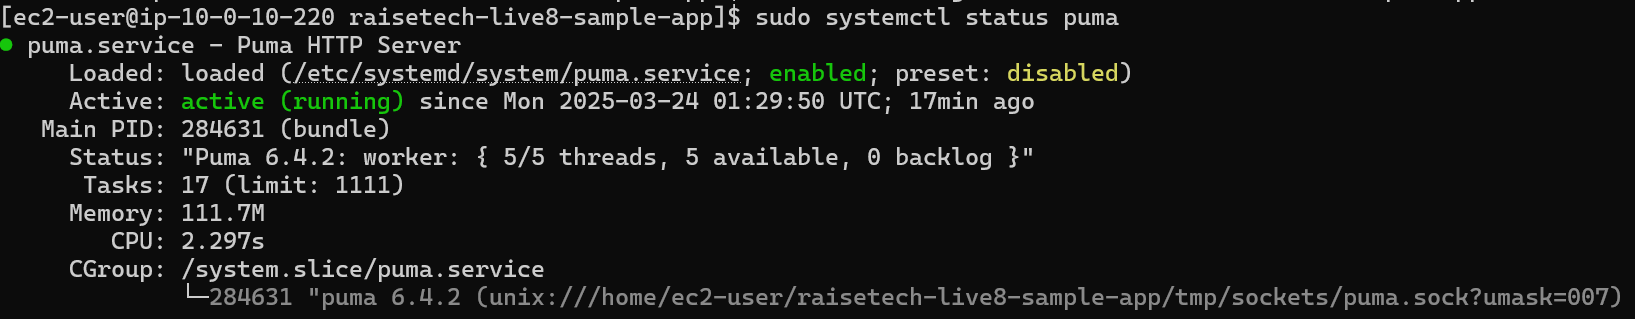 [ec2-user@ip-10-0-10-220 raisetech-live8-sample-app]$ sudo systemctl status puma
● puma.service - Puma HTTP Server
     Loaded: loaded (/etc/systemd/system/puma.service; enabled; preset: disabled)
     Active: active (running) since Mon 2025-03-24 01:29:50 UTC; 17min ago
   Main PID: 284631 (bundle)
     Status: "Puma 6.4.2: worker: { 5/5 threads, 5 available, 0 backlog }"
      Tasks: 17 (limit: 1111)
     Memory: 111.7M
        CPU: 2.297s
     CGroup: /system.slice/puma.service
             └─284631 "puma 6.4.2 (unix:///home/ec2-user/raisetech-live8-sample-app/tmp/sockets/puma.sock?umask=007)